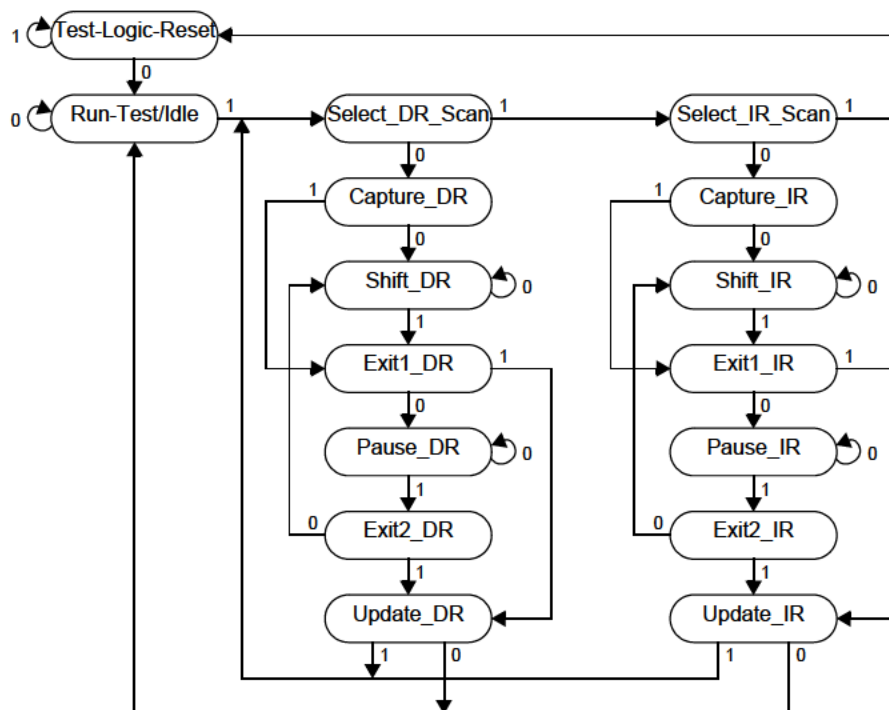 Test-Logic-Reset
1
0
Run-Test/Idle
0
1
Select_DR_Scan
1
Select_IR_Scan
1
0
0
1
Capture_DR
1
Capture_IR
0
0
Shift_DR
0
Shift_IR
0
1
1
Exit1_DR
1
Exit1_IR
1
0
0
Pause_DR
0
Pause_IR
0
1
1
0
Exit2_DR
0
Exit2_IR
1
1
Update_DR
Update_IR
1
0
1
0